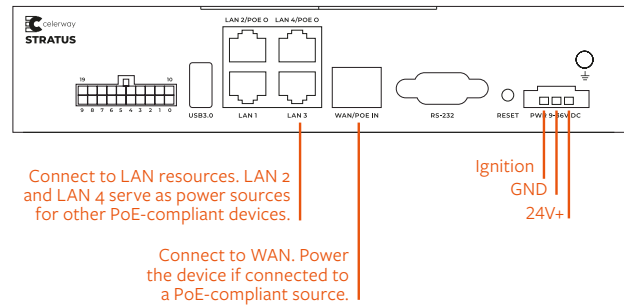 celerway
STRATUS
LAN 2/POE O LAN 4/POE O
19 10
9 8 7 6 5 4 3 2 1 0
USB3.0
LAN 1
LAN 3
WAN/POE IN
RS-232
RESET
PWR 9-36V DC
Connect to LAN resources. LAN 2
and LAN 4 serve as power sources
for other PoE-compliant devices.
Ignition
GND
24V+
Connect to WAN. Power
the device if connected to
a PoE-compliant source.